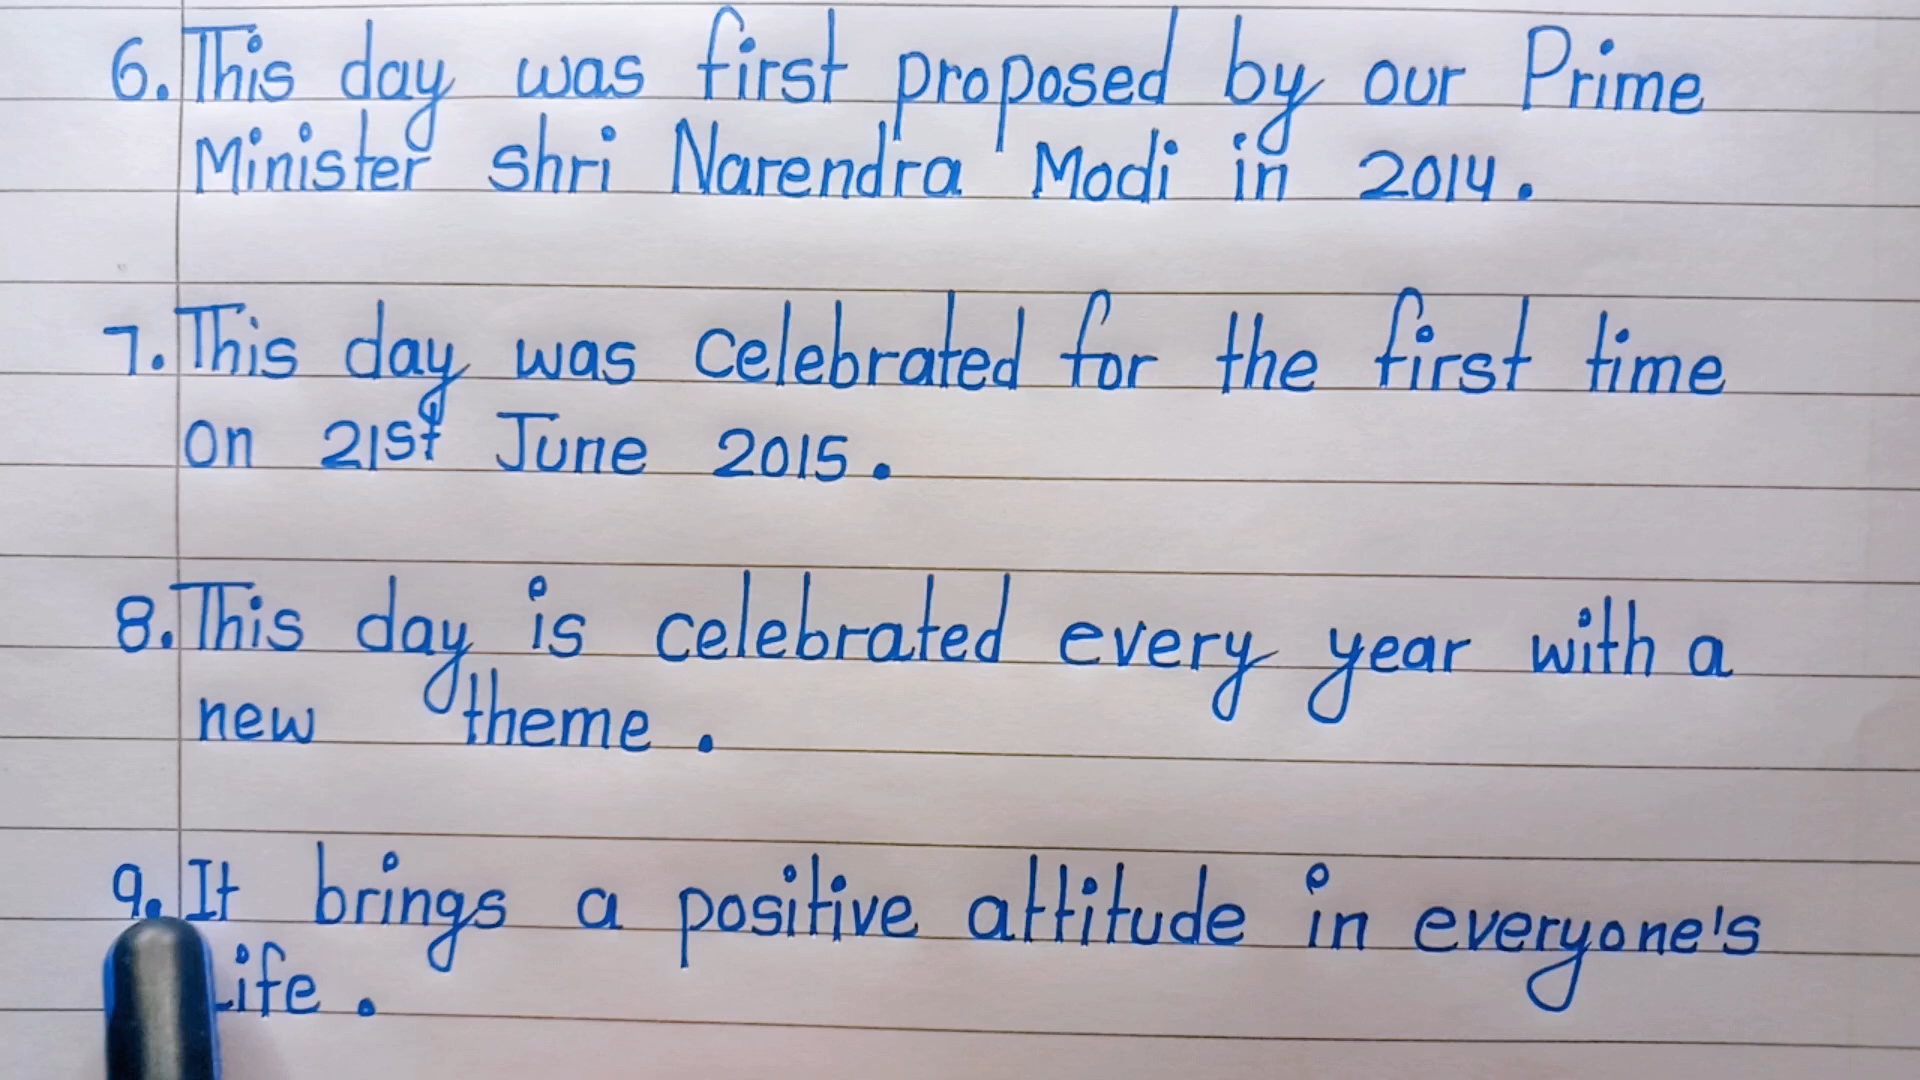 6. This day was first proposed by our Prime
Minister shri Narendra Modi in 2014.
7. This day was celebrated for the first time
on 21st June 2015.
8. This day is celebrated every year with a
new theme.
9. It brings a positive attitude in everyone's
Life.